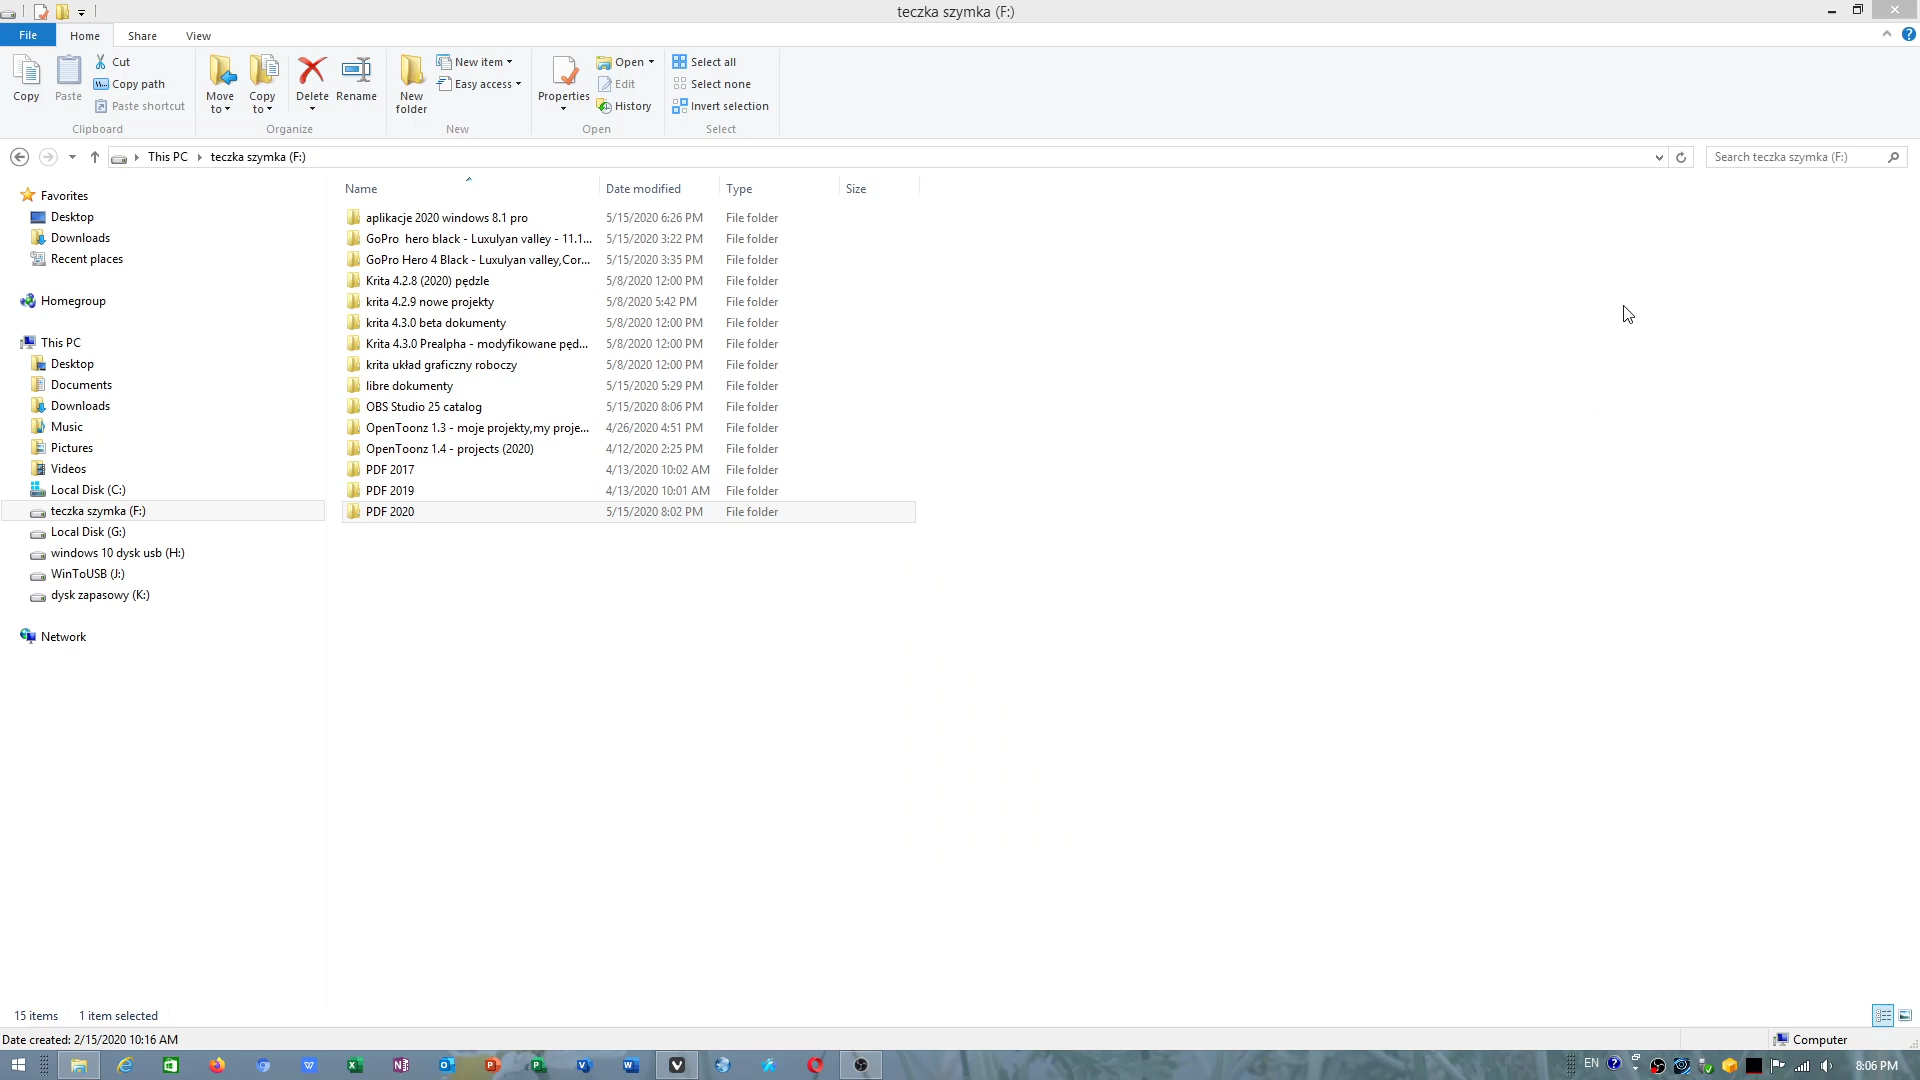 teczka szymka (F:)
File Home Share View
Copy
Paste
Cut
Copy path
Paste shortcut
Clipboard
Move to
Copy to
Delete
Rename
Organize
New folder
New item
Easy access
New
Properties
Open
Edit
History
Open
Select all
Select none
Invert selection
Select
This PC teczka szymka (F:)
Search teczka szymka (F:)
Favorites
Desktop
Downloads
Recent places
Homegroup
This PC
Desktop
Documents
Downloads
Music
Pictures
Videos
Local Disk (C:)
teczka szymka (F:)
Local Disk (G:)
windows 10 dysk usb (H:)
WinToUSB (J:)
dysk zapasowy (K:)
Network
Name Date modified Type Size
aplikacje 2020 windows 8.1 pro 5/15/2020 6:26 PM File folder
GoPro  hero black - Luxulyan valley - 11.1... 5/15/2020 3:22 PM File folder
GoPro Hero 4 Black - Luxulyan valley,Cor... 5/15/2020 3:35 PM File folder
Krita 4.2.8 (2020) pędzle 5/8/2020 12:00 PM File folder
krita 4.2.9 nowe projekty 5/8/2020 5:42 PM File folder
krita 4.3.0 beta dokumenty 5/8/2020 12:00 PM File folder
Krita 4.3.0 Prealpha - modyfikowane pęd... 5/8/2020 12:00 PM File folder
krita układ graficzny roboczy 5/8/2020 12:00 PM File folder
libre dokumenty 5/15/2020 5:29 PM File folder
OBS Studio 25 catalog 5/15/2020 8:06 PM File folder
OpenToonz 1.3 - moje projekty,my proje... 4/26/2020 4:51 PM File folder
OpenToonz 1.4 - projects (2020) 4/12/2020 2:25 PM File folder
PDF 2017 4/13/2020 10:02 AM File folder
PDF 2019 4/13/2020 10:01 AM File folder
PDF 2020 5/15/2020 8:02 PM File folder
15 items 1 item selected
Date created: 2/15/2020 10:16 AM Computer
EN 8:06 PM